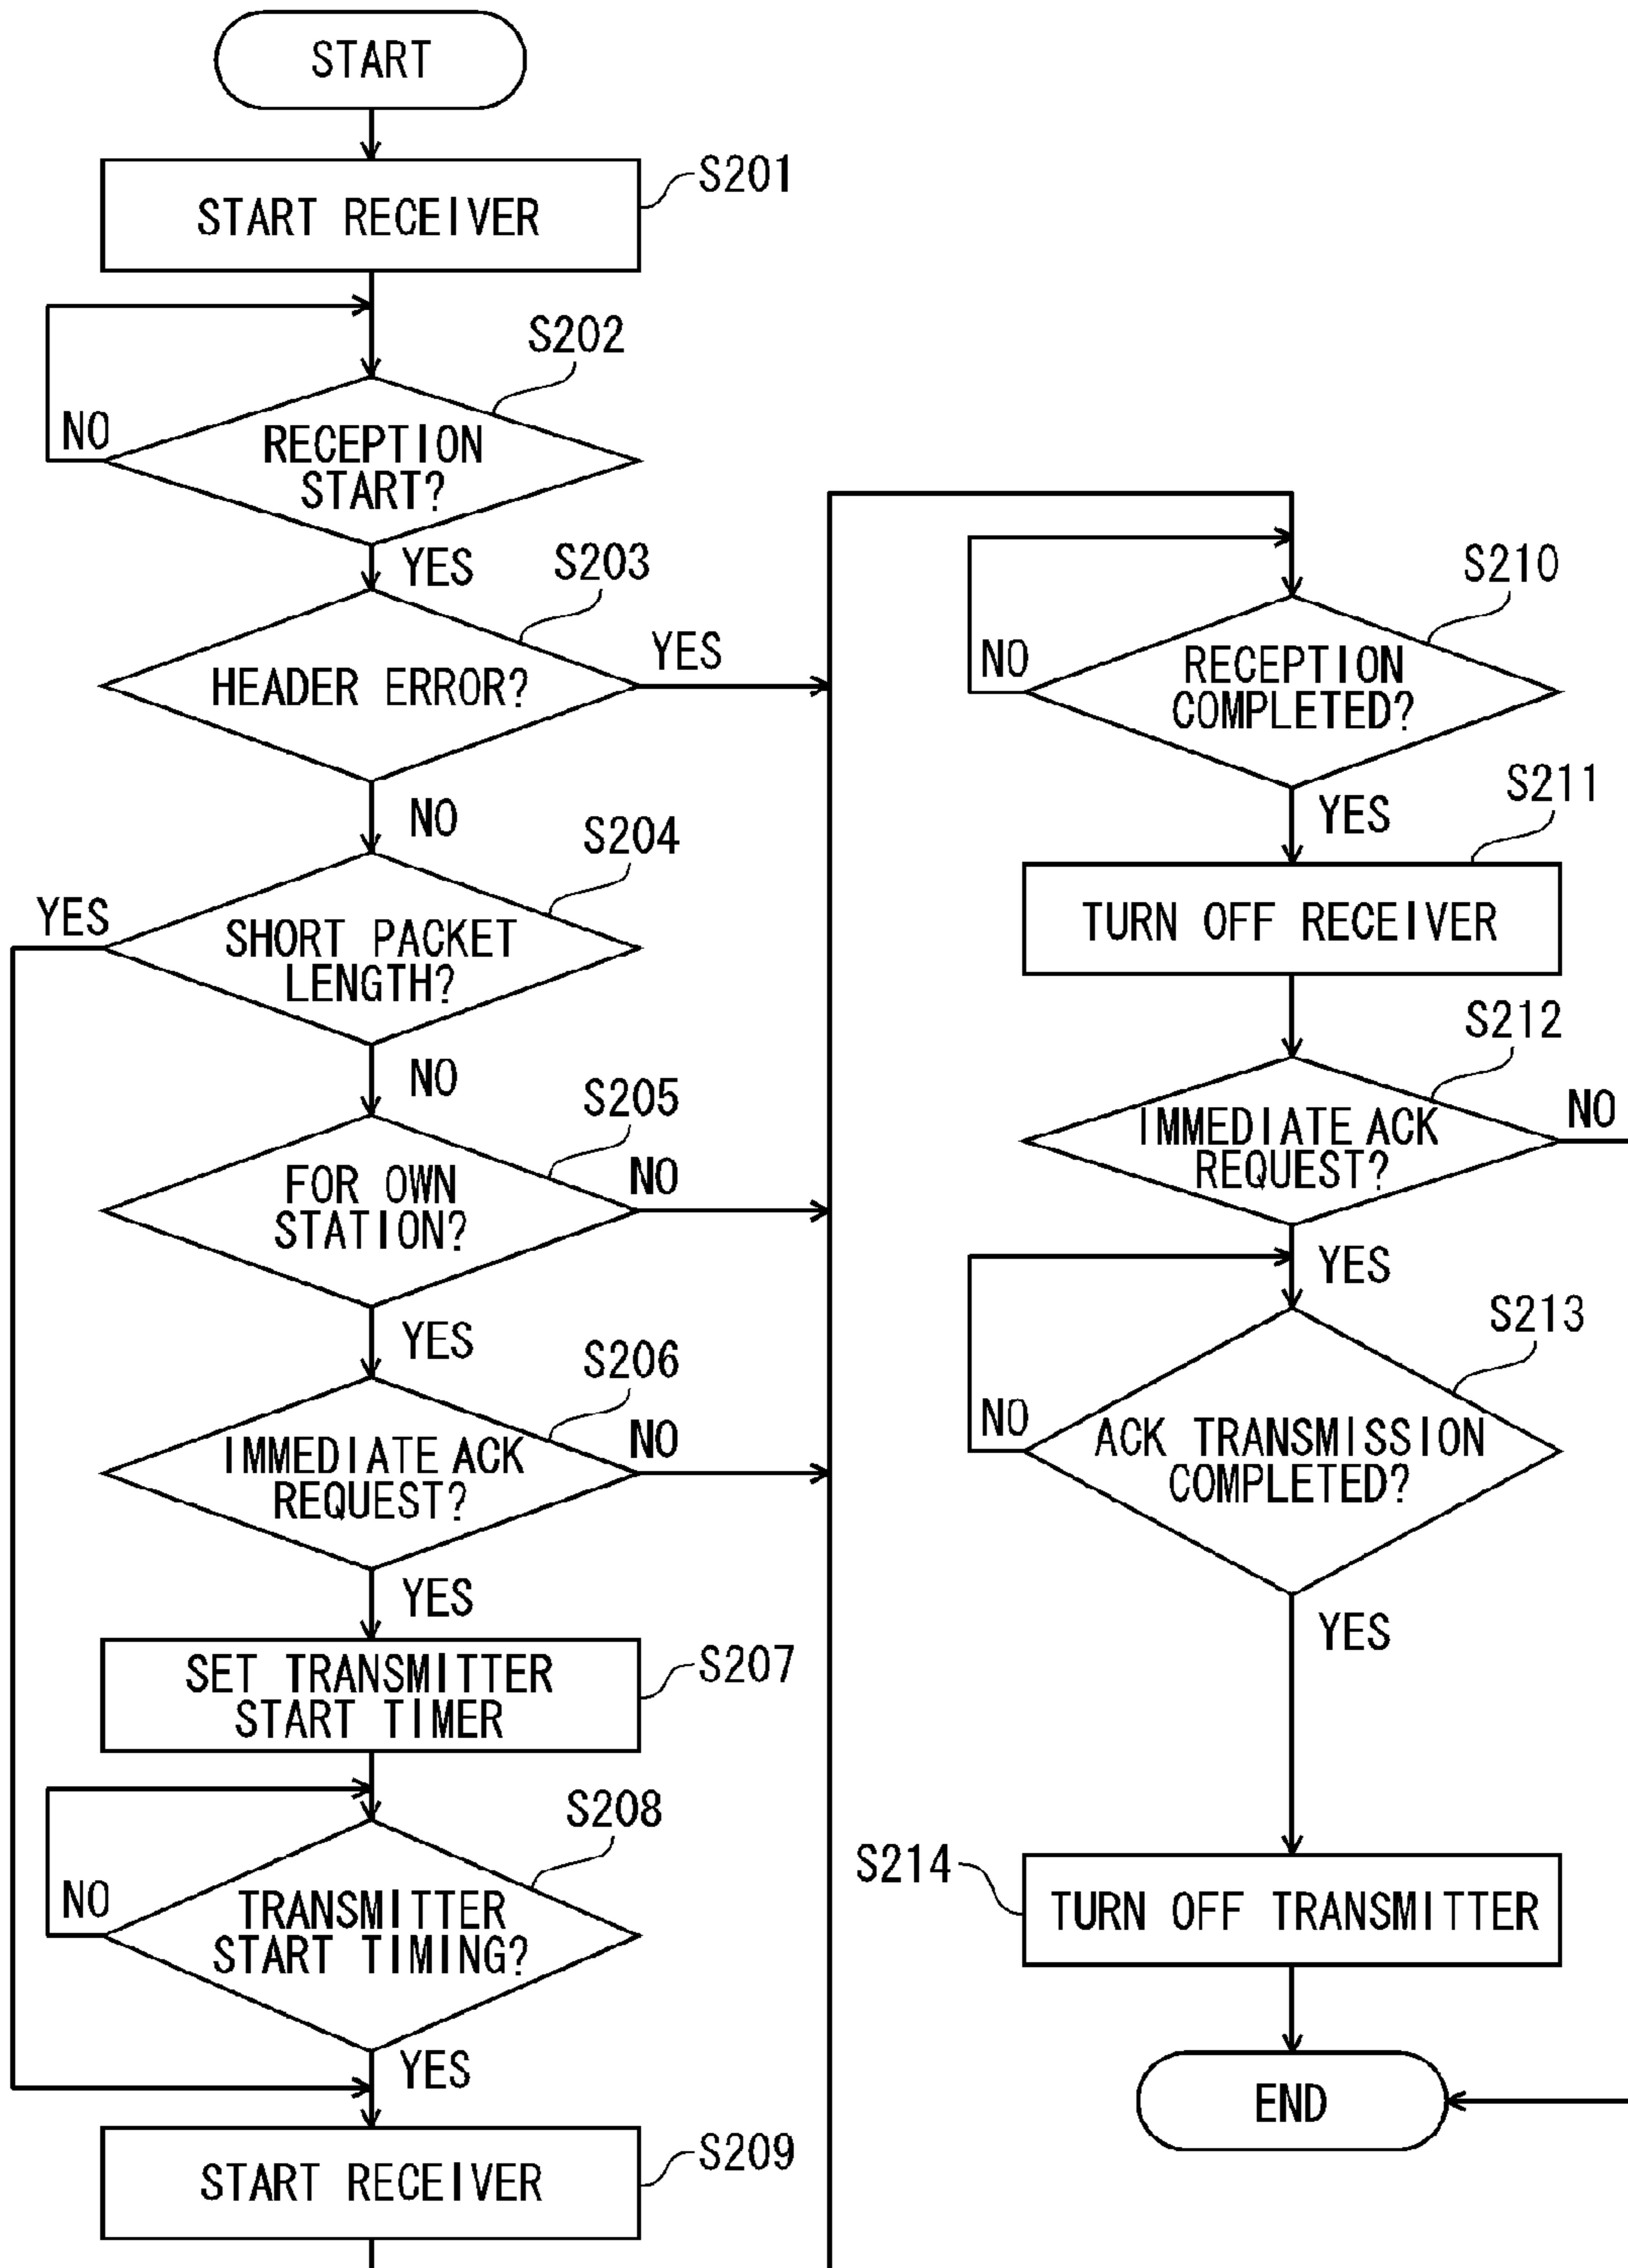 START
S201
START RECEIVER
S202
NO
RECEPTION
START?
YES
S203
YES
HEADER ERROR?
NO
S204
YES
SHORT PACKET
LENGTH?
NO
S205
NO
FOR OWN
STATION?
YES
S206
NO
IMMEDIATE ACK
REQUEST?
YES
S207
SET TRANSMITTER
START TIMER
S208
NO
TRANSMITTER
START TIMING?
YES
S209
START RECEIVER
S210
NO
RECEPTION
COMPLETED?
YES
S211
TURN OFF RECEIVER
S212
NO
IMMEDIATE ACK
REQUEST?
YES
S213
NO
ACK TRANSMISSION
COMPLETED?
YES
S214
TURN OFF TRANSMITTER
END